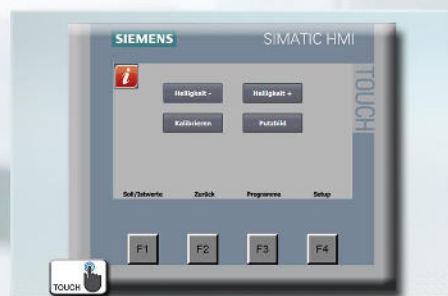 SIEMENS SIMATIC HMI
TOUCH
i
Helligkeit - Helligkeit +
Kalibrieren Putzbild
Soll/Istwerte Zurück Programme Setup
F1 F2 F3 F4
TOUCH